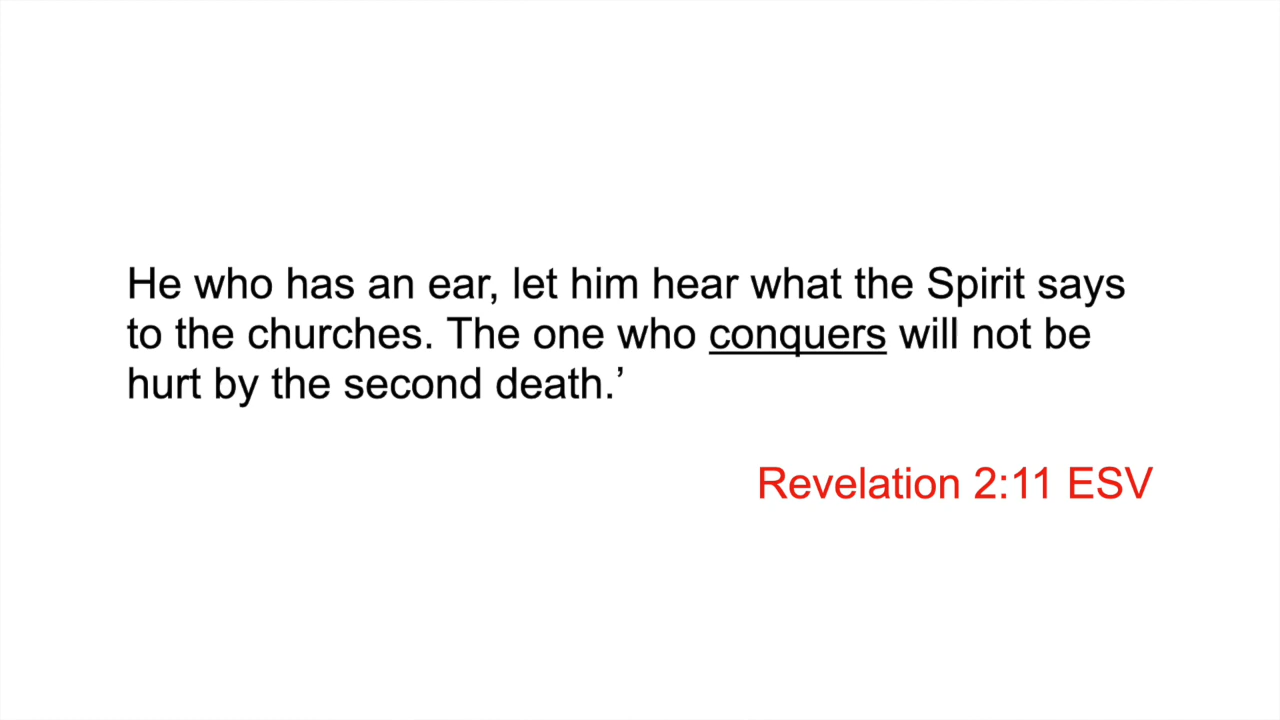 He who has an ear, let him hear what the Spirit says
to the churches. The one who conquers will not be
hurt by the second death.’
Revelation 2:11 ESV